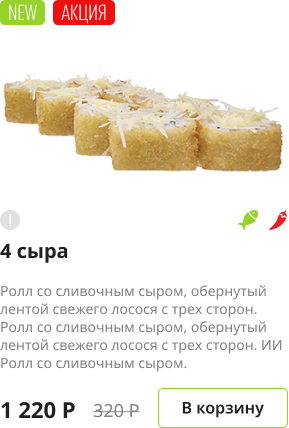 NEW АКЦИЯ
!
4 сыра
Ролл со сливочным сыром, обернутый
лентой свежего лосося с трех сторон.
Ролл со сливочным сыром, обернутый
лентой свежего лосося с трех сторон. ИИ
Ролл со сливочным сыром.
1 220 Р 320 Р В корзину